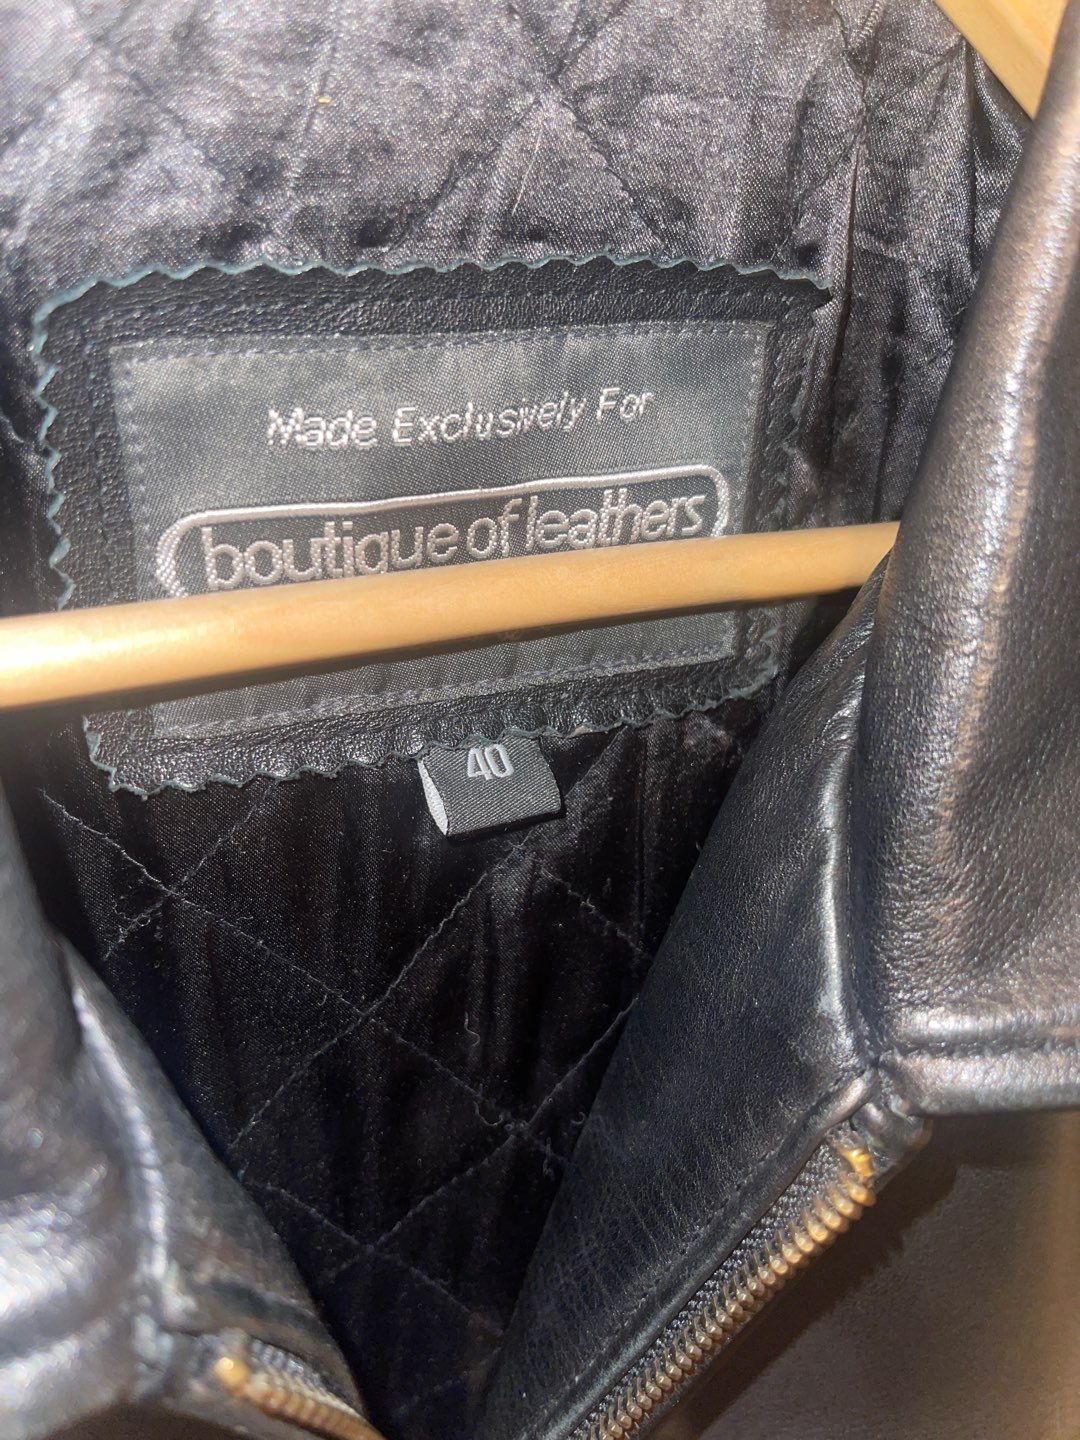 Made Exclusively For
boutique of leathers
40